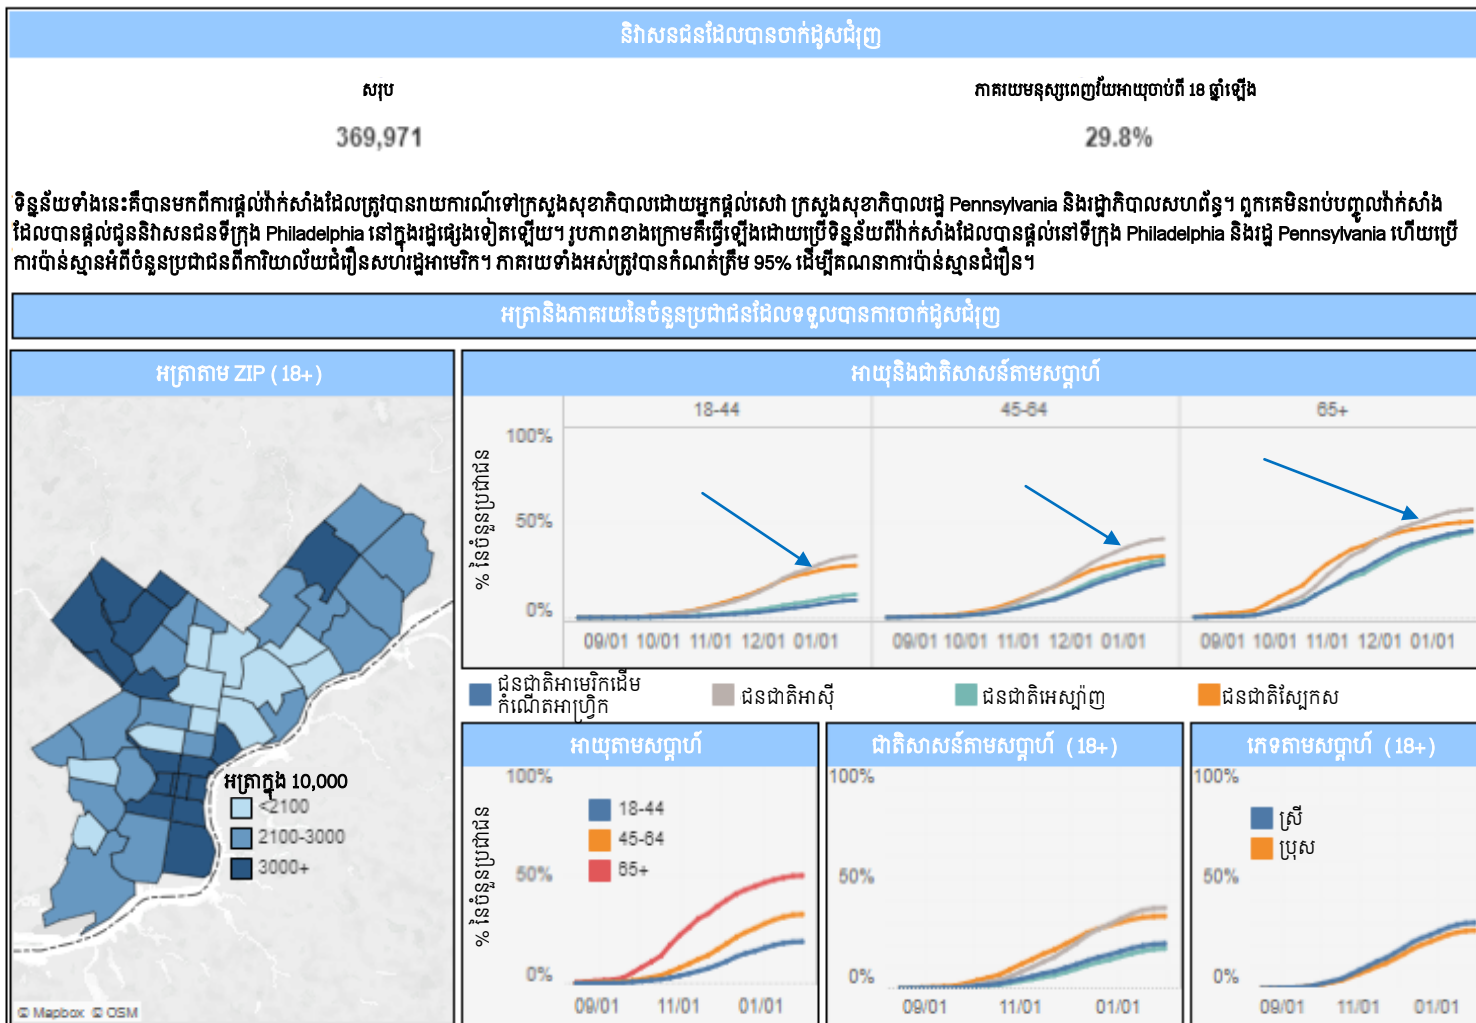 និវាសនជនដែលបានចាក់ដូសជំរុញ
សរុប
ភាគរយមនុស្សពេញវ័យអាយុចាប់ពី 18 ឆ្នាំឡើង
369,971
29.8%
ទិន្នន័យទាំងនេះគឺបានមកពីការផ្តល់វ៉ាក់សាំងដែលត្រូវបានរាយការណ៍ទៅក្រសួងសុខាភិបាលដោយអ្នកផ្តល់សេវា ក្រសួងសុខាភិបាលរដ្ឋ Pennsylvania និងរដ្ឋាភិបាលសហព័ន្ធ។ ពួកគេមិនរាប់បញ្ចូលវ៉ាក់សាំង
ដែលបានផ្តល់ជូននិវាសនជនទីក្រុង Philadelphia នៅក្នុងរដ្ឋផ្សេងទៀតឡើយ។ រូបភាពខាងក្រោមគឺធ្វើឡើងដោយប្រើទិន្នន័យពីវ៉ាក់សាំងដែលបានផ្តល់នៅទីក្រុង Philadelphia និងរដ្ឋ Pennsylvania ហើយប្រើ
ការប៉ាន់ស្មានអំពីចំនួនប្រជាជនពីការិយាល័យជំរឿនសហរដ្ឋអាមេរិក។ ភាគរយទាំងអស់ត្រូវបានកំណត់ត្រឹម 95% ដើម្បីគណនាការប៉ាន់ស្មានជំរឿន។
អត្រានិងភាគរយនៃចំនួនប្រជាជនដែលទទួលបានការចាក់ដូសជំរុញ
អត្រាតាម ZIP (18+)
អត្រាក្នុង 10,000
<2100
2100-3000
3000+
© Mapbox © OSM
អាយុនិងជាតិសាសន៍តាមសប្តាហ៍
18-44
45-64
65+
% នៃចំនួនប្រជាជន
100%
50%
0%
09/01 10/01 11/01 12/01 01/01
09/01 10/01 11/01 12/01 01/01
09/01 10/01 11/01 12/01 01/01
ជនជាតិអាមេរិកដើម
កំណើតអាហ្វ្រិក
ជនជាតិអាស៊ី
ជនជាតិអេស្ប៉ាញ
ជនជាតិស្បែកស
អាយុតាមសប្តាហ៍
% នៃចំនួនប្រជាជន
100%
50%
0%
18-44
45-64
65+
09/01 11/01 01/01
ជាតិសាសន៍តាមសប្តាហ៍ (18+)
100%
50%
0%
09/01 11/01 01/01
ភេទតាមសប្តាហ៍ (18+)
100%
50%
0%
ស្រី
ប្រុស
09/01 11/01 01/01